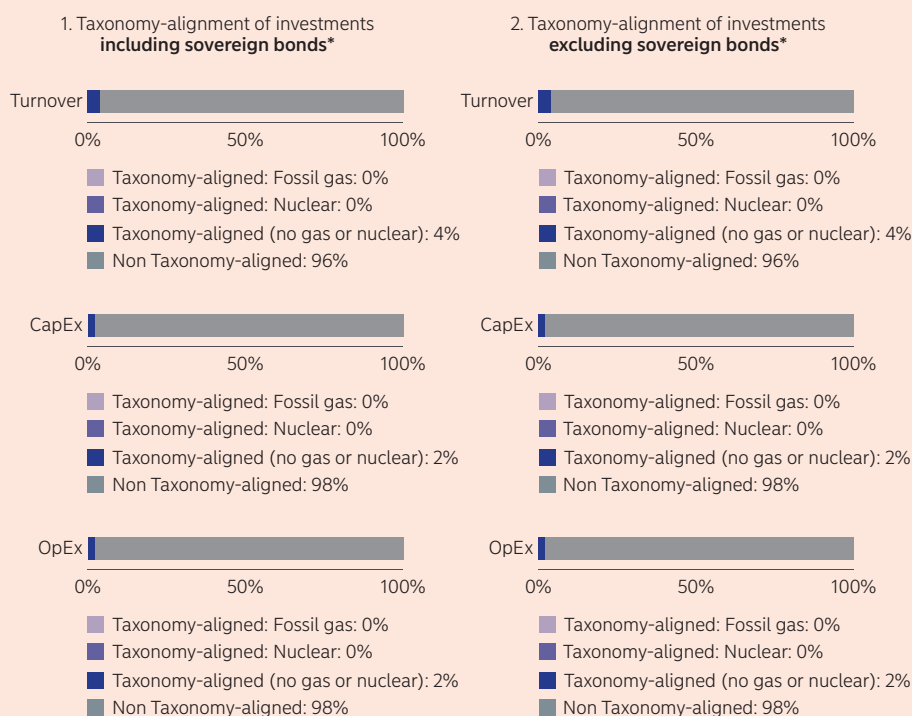 1. Taxonomy-alignment of investments
including sovereign bonds*
Turnover
0% 50% 100%
Taxonomy-aligned: Fossil gas: 0%
Taxonomy-aligned: Nuclear: 0%
Taxonomy-aligned (no gas or nuclear): 4%
Non Taxonomy-aligned: 96%
CapEx
0% 50% 100%
Taxonomy-aligned: Fossil gas: 0%
Taxonomy-aligned: Nuclear: 0%
Taxonomy-aligned (no gas or nuclear): 2%
Non Taxonomy-aligned: 98%
OpEx
0% 50% 100%
Taxonomy-aligned: Fossil gas: 0%
Taxonomy-aligned: Nuclear: 0%
Taxonomy-aligned (no gas or nuclear): 2%
Non Taxonomy-aligned: 98%
2. Taxonomy-alignment of investments
excluding sovereign bonds*
Turnover
0% 50% 100%
Taxonomy-aligned: Fossil gas: 0%
Taxonomy-aligned: Nuclear: 0%
Taxonomy-aligned (no gas or nuclear): 4%
Non Taxonomy-aligned: 96%
CapEx
0% 50% 100%
Taxonomy-aligned: Fossil gas: 0%
Taxonomy-aligned: Nuclear: 0%
Taxonomy-aligned (no gas or nuclear): 2%
Non Taxonomy-aligned: 98%
OpEx
0% 50% 100%
Taxonomy-aligned: Fossil gas: 0%
Taxonomy-aligned: Nuclear: 0%
Taxonomy-aligned (no gas or nuclear): 2%
Non Taxonomy-aligned: 98%